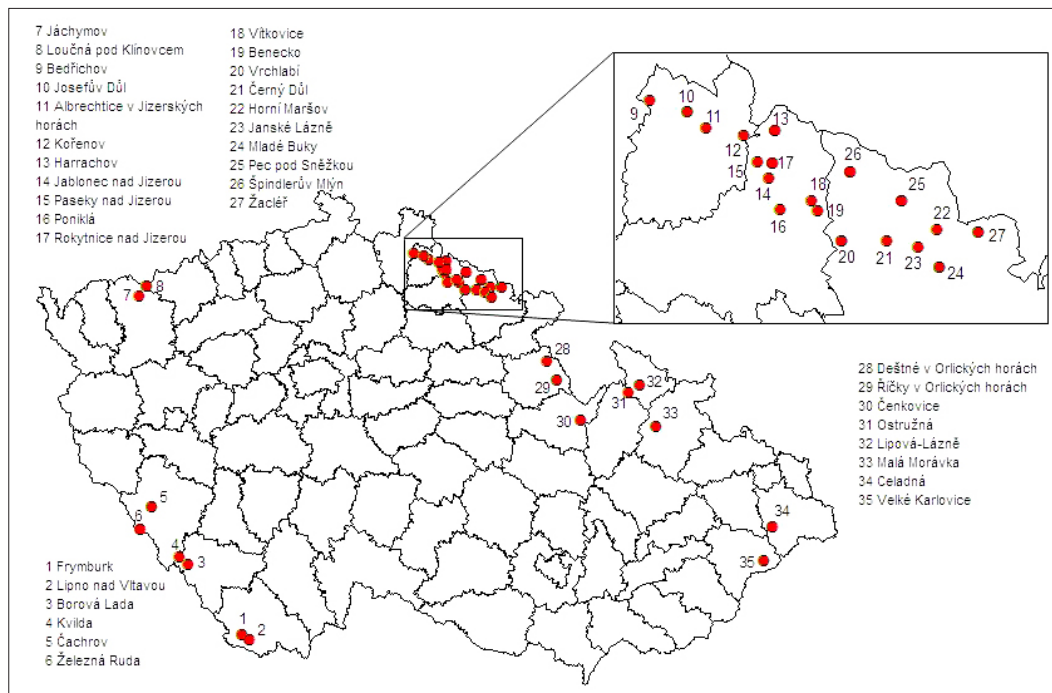 7 Jáchymov
8 Loučná pod Klínovcem
9 Bedřichov
10 Josefův Důl
11 Albrechtice v Jizerských
horách
12 Kořenov
13 Harrachov
14 Jablonec nad Jizerou
15 Paseky nad Jizerou
16 Poniklá
17 Rokytnice nad Jizerou
18 Vítkovice
19 Benecko
20 Vrchlabí
21 Černý Důl
22 Horní Maršov
23 Janské Lázně
24 Mladé Buky
25 Pec pod Sněžkou
26 Špindlerův Mlýn
27 Žacléř
9
10
11
12
13
15
17
14
16
18
19
26
25
22
27
20
21
23
24
7
8
28
29
30
31
32
33
34
35
5
6
4
3
1
2
28 Deštné v Orlických horách
29 Říčky v Orlických horách
30 Čenkovice
31 Ostružná
32 Lipová-Lázně
33 Malá Morávka
34 Celadná
35 Velké Karlovice
1 Frymburk
2 Lipno nad Vltavou
3 Borová Lada
4 Kvilda
5 Čachrov
6 Železná Ruda